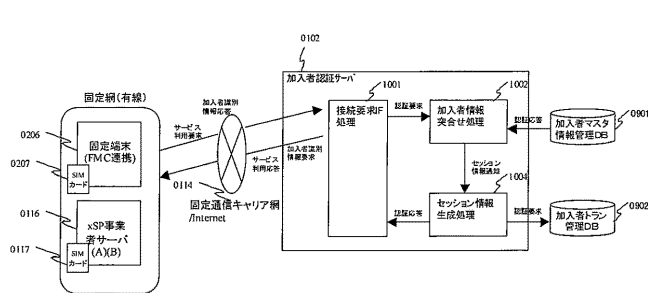 0102
加入者認証サーバ
固定網(有線)
0206
固定端末
(FMC連携)
0207
SIM
カード
0116
xSP事業
者サーバ
(A)(B)
0117
SIM
カード
加入者識別
情報応答
サービス
利用要求
加入者識別
情報要求
サービス
利用応答
0114
固定通信キャリア網
/Internet
1001
接続要求IF
処理
認証要求
1002
加入者情報
突合せ処理
認証応答
0901
加入者マスタ
情報管理DB
セッション
情報通知
1004
セッション情報
生成処理
認証応答
認証要求
0902
加入者トラン
管理DB